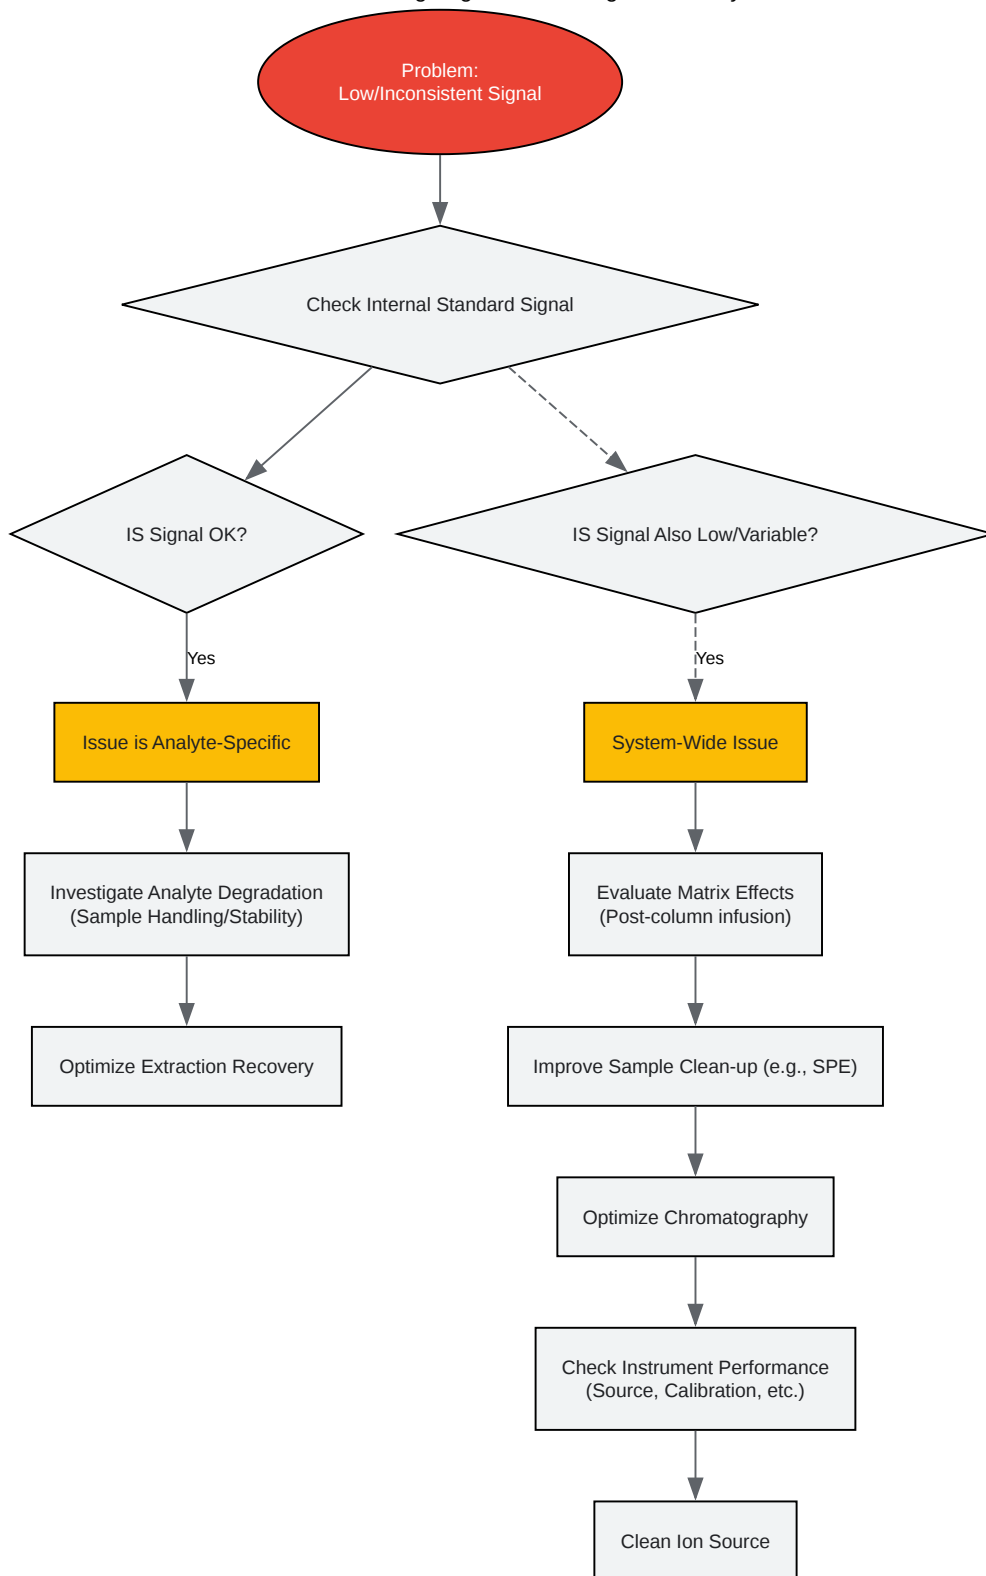 Problem:
Low/Inconsistent Signal
Check Internal Standard Signal
IS Signal OK?
IS Signal Also Low/Variable?
Yes
Yes
Issue is Analyte-Specific
System-Wide Issue
Investigate Analyte Degradation
(Sample Handling/Stability)
Evaluate Matrix Effects
(Post-column infusion)
Optimize Extraction Recovery
Improve Sample Clean-up (e.g., SPE)
Optimize Chromatography
Check Instrument Performance
(Source, Calibration, etc.)
Clean Ion Source